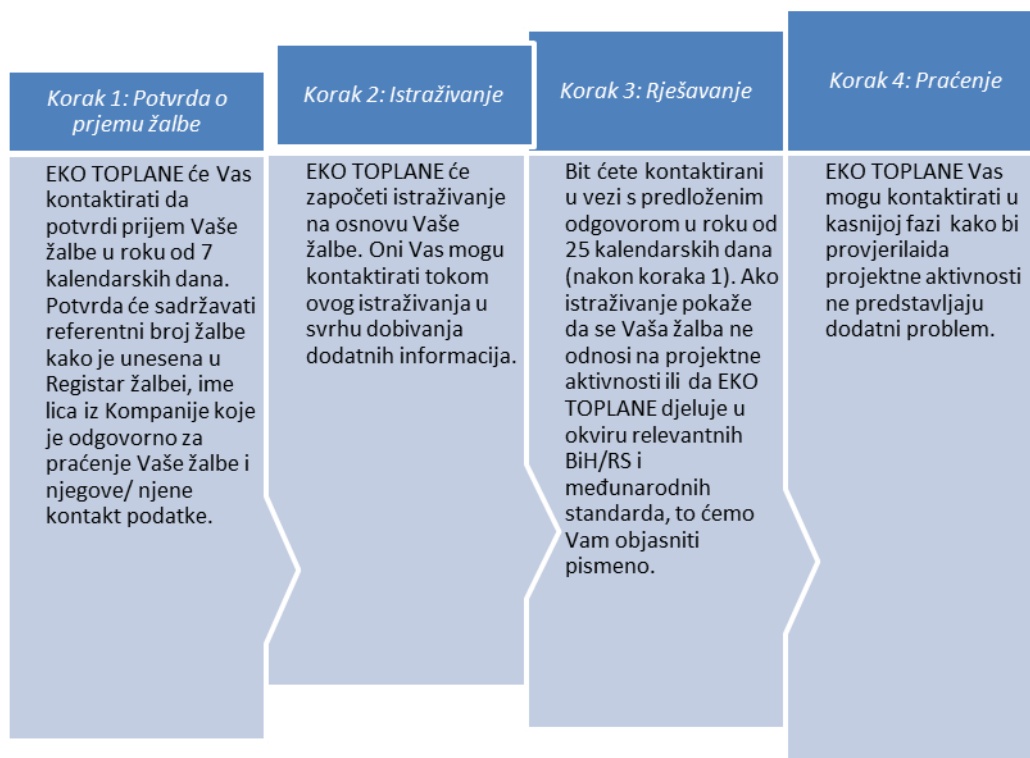 Korak 1: Potvrda o
prjemu žalbe
EKO TOPLANE će Vas
kontaktirati da
potvrdi prijem Vaše
žalbe u roku od 7
kalendarskih dana.
Potvrda će sadržavati
referentni broj žalbe
kako je unesena u
Registar žalbei, ime
lica iz Kompanije koje
je odgovorno za
praćenje Vaše žalbe i
njegove/ njene
kontakt podatke.
Korak 2: Istraživanje
EKO TOPLANE će
započeti istraživanje
na osnovu Vaše
žalbe. Oni Vas mogu
kontaktirati tokom
ovog istraživanja u
svrhu dobivanja
dodatnih informacija.
Korak 3: Rješavanje
Bit ćete kontaktirani
u vezi s predloženim
odgovorom u roku od
25 kalendarskih dana
(nakon koraka 1). Ako
istraživanje pokaže
da se Vaša žalba ne
odnosi na projektne
aktivnosti ili da EKO
TOPLANE djeluje u
okviru relevantnih
BiH/RS i
međunarodnih
standarda, to ćemo
Vam objasniti
pismeno.
Korak 4: Praćenje
EKO TOPLANE Vas
mogu kontaktirati u
kasnijoj fazi kako bi
provjerilaida
projektne aktivnosti
ne predstavljaju
dodatni problem.